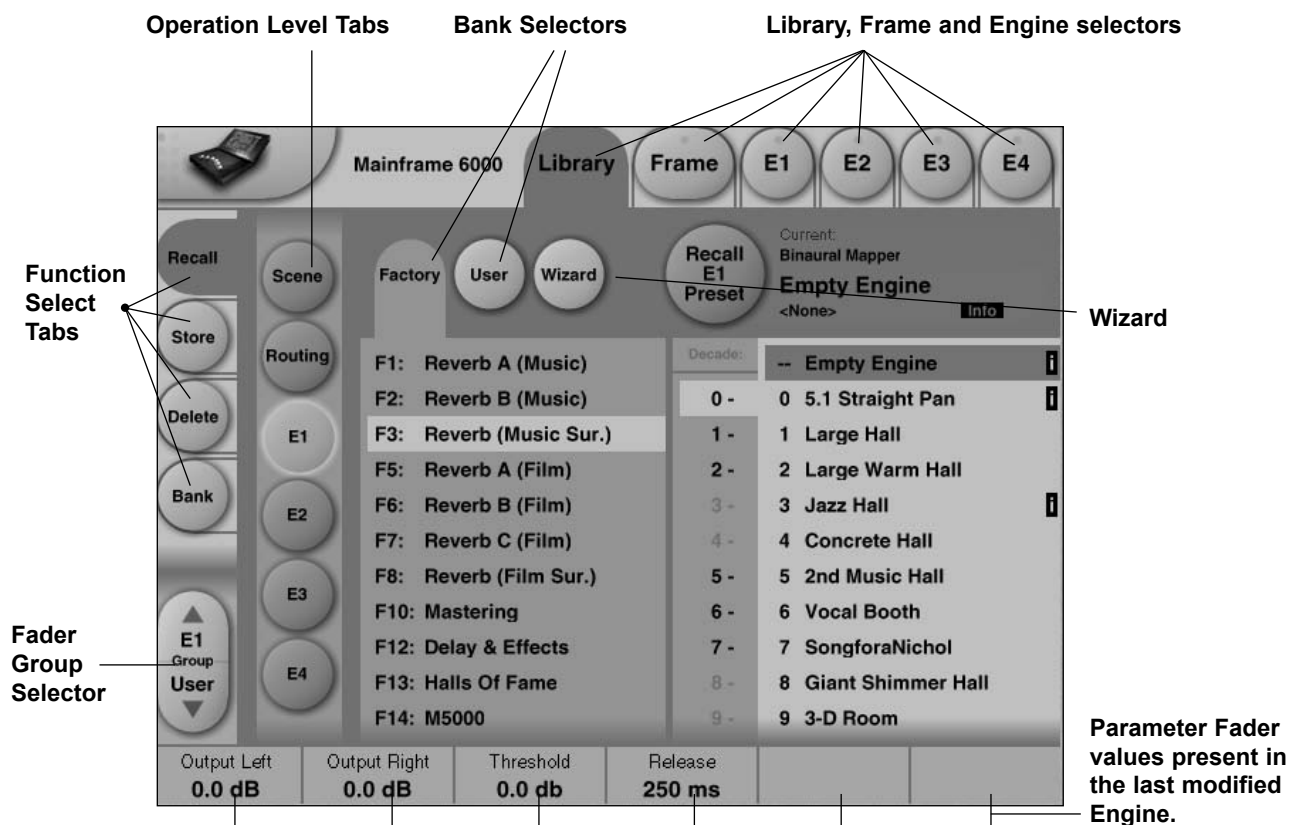 Operation Level Tabs
Bank Selectors
Library, Frame and Engine selectors
Mainframe 6000
Library
Frame
E1
E2
E3
E4
Function
Select
Tabs
Recall
Store
Delete
Bank
Scene
Routing
E1
E2
E3
E4
Factory
User
Wizard
Recall
E1
Preset
Current:
Binaural Mapper
Empty Engine
<None>
Info
Wizard
F1: Reverb A (Music)
F2: Reverb B (Music)
F3: Reverb (Music Sur.)
F5: Reverb A (Film)
F6: Reverb B (Film)
F7: Reverb C (Film)
F8: Reverb (Film Sur.)
F10: Mastering
F12: Delay & Effects
F13: Halls Of Fame
F14: M5000
Decade:
0 -
1 -
2 -
3 -
4 -
5 -
6 -
7 -
8 -
9 -
-- Empty Engine i
0 5.1 Straight Pan i
1 Large Hall
2 Large Warm Hall
3 Jazz Hall i
4 Concrete Hall
5 2nd Music Hall
6 Vocal Booth
7 SongforaNichol
8 Giant Shimmer Hall
9 3-D Room
Fader
Group
Selector
E1
Group
User
Output Left
0.0 dB
Output Right
0.0 dB
Threshold
0.0 db
Release
250 ms
Parameter Fader
values present in
the last modified
Engine.